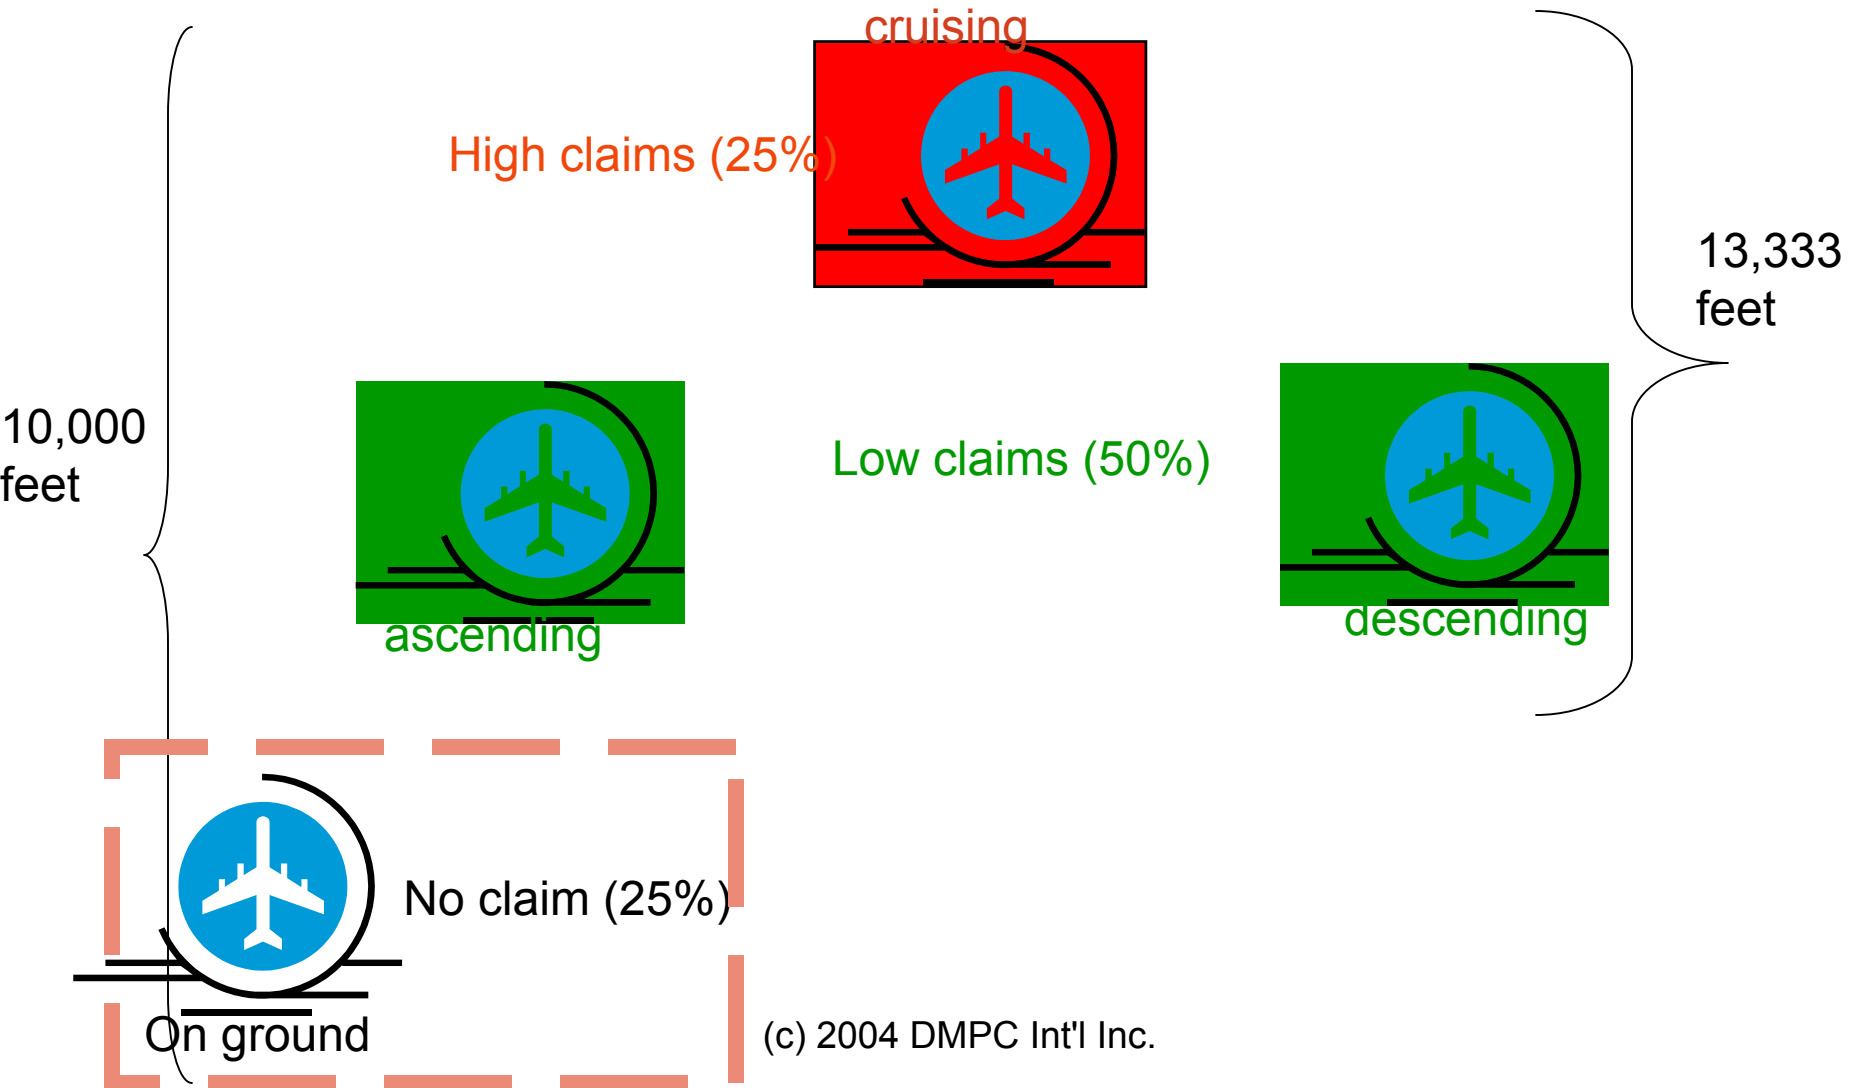 cruising
High claims (25%)
13,333
feet
10,000
feet
Low claims (50%)
ascending
descending
No claim (25%)
On ground
(c) 2004 DMPC Int'l Inc.